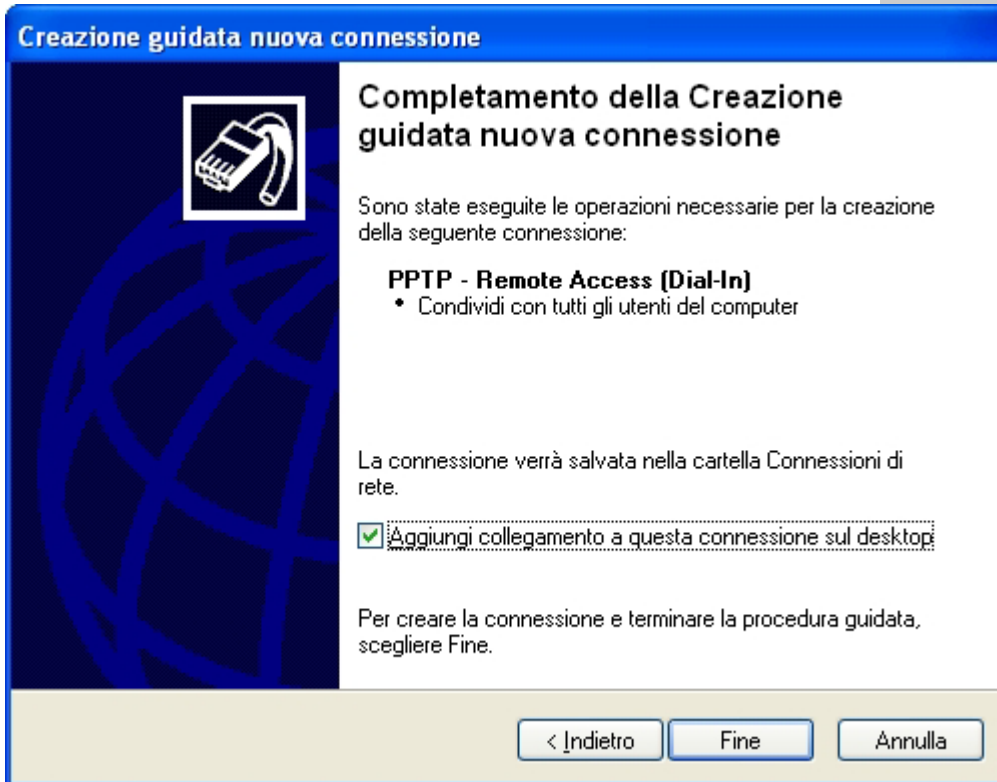 Creazione guidata nuova connessione
Completamento della Creazione
guidata nuova connessione
Sono state eseguite le operazioni necessarie per la creazione
della seguente connessione:
PPTP - Remote Access (Dial-In)
• Condividi con tutti gli utenti del computer
La connessione verrà salvata nella cartella Connessioni di
rete.
Aggiungi collegamento a questa connessione sul desktop
Per creare la connessione e terminare la procedura guidata,
scegliere Fine.
< Indietro
Fine
Annulla